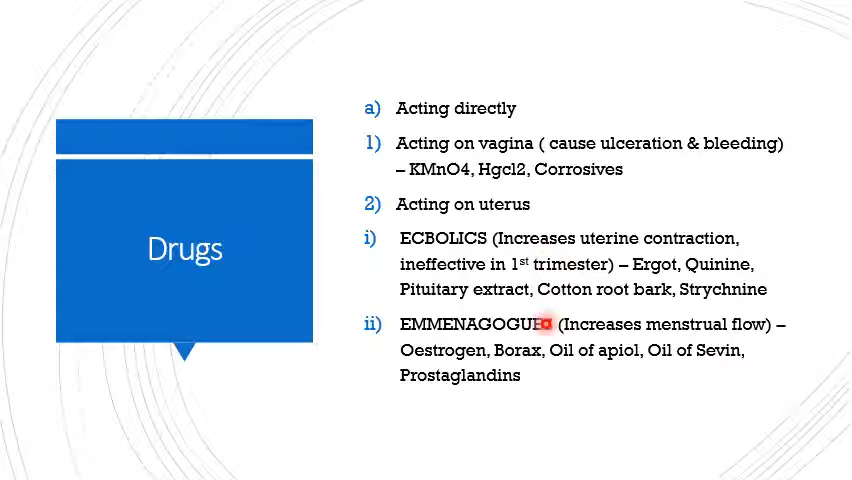 Drugs
a) Acting directly
1) Acting on vagina ( cause ulceration & bleeding)
– KMnO4, Hgcl2, Corrosives
2) Acting on uterus
i) ECBOLICS (Increases uterine contraction,
ineffective in 1st trimester) – Ergot, Quinine,
Pituitary extract, Cotton root bark, Strychnine
ii) EMMENAGOGUES (Increases menstrual flow) –
Oestrogen, Borax, Oil of apiol, Oil of Sevin,
Prostaglandins